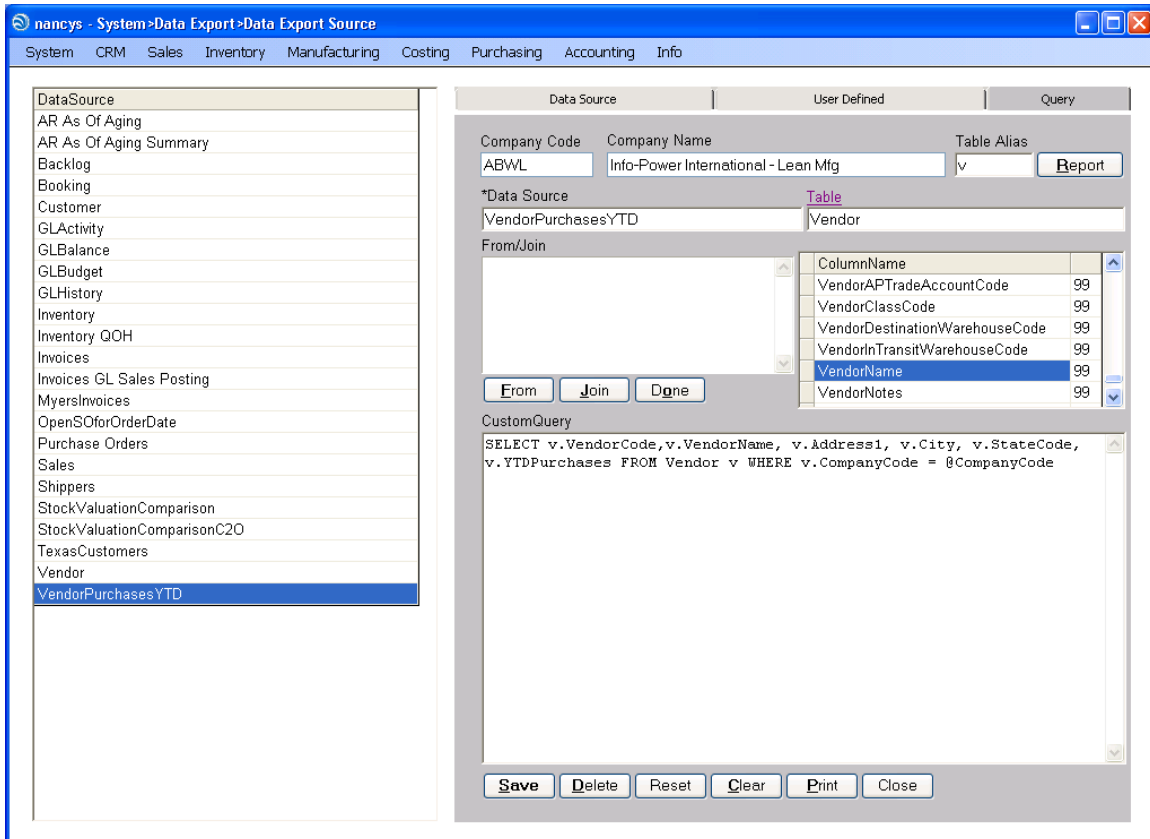 nancys - System>Data Export>Data Export Source
System CRM Sales Inventory Manufacturing Costing Purchasing Accounting Info
DataSource
AR As Of Aging
AR As Of Aging Summary
Backlog
Booking
Customer
GLActivity
GLBalance
GLBudget
GLHistory
Inventory
Inventory QOH
Invoices
Invoices GL Sales Posting
MyersInvoices
OpenSOforOrderDate
Purchase Orders
Sales
Shippers
StockValuationComparison
StockValuationComparisonC2O
TexasCustomers
Vendor
VendorPurchasesYTD
Data Source User Defined Query
Company Code Company Name Table Alias
ABWL Info-Power International - Lean Mfg v Report
*Data Source Table
VendorPurchasesYTD Vendor
From/Join
ColumnName
VendorAPTradeAccountCode 99
VendorClassCode 99
VendorDestinationWarehouseCode 99
VendorInTransitWarehouseCode 99
VendorName 99
VendorNotes 99
From Join Done
CustomQuery
SELECT v.VendorCode,v.VendorName, v.Address1, v.City, v.StateCode,
v.YTDPurchases FROM Vendor v WHERE v.CompanyCode = @CompanyCode
Save Delete Reset Clear Print Close